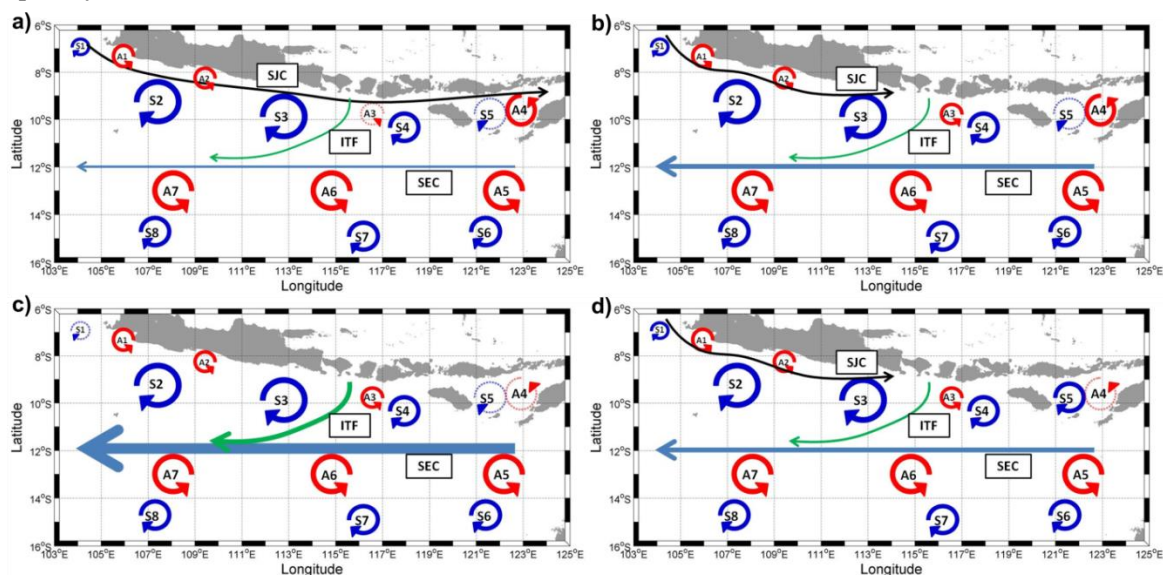 a)
6°S
8°S
10°S
12°S
14°S
16°S
Latitude
S1
A1
A2
SJC
S2
S3
A3
S4
S5
A4
ITF
SEC
A7
A6
A5
S8
S7
S6
103°E 105°E 107°E 109°E 111°E 113°E 115°E 117°E 119°E 121°E 123°E 125°E
Longitude
b)
6°S
8°S
10°S
12°S
14°S
16°S
Latitude
S1
A1
A2
SJC
S2
S3
A3
S4
S5
A4
ITF
SEC
A7
A6
A5
S8
S7
S6
103°E 105°E 107°E 109°E 111°E 113°E 115°E 117°E 119°E 121°E 123°E 125°E
Longitude
c)
6°S
8°S
10°S
12°S
14°S
16°S
Latitude
S1
A1
A2
S2
S3
A3
S4
S5
A4
ITF
SEC
A7
A6
A5
S8
S7
S6
103°E 105°E 107°E 109°E 111°E 113°E 115°E 117°E 119°E 121°E 123°E 125°E
Longitude
d)
6°S
8°S
10°S
12°S
14°S
16°S
Latitude
S1
A1
A2
SJC
S2
S3
A3
S4
S5
A4
ITF
SEC
A7
A6
A5
S8
S7
S6
103°E 105°E 107°E 109°E 111°E 113°E 115°E 117°E 119°E 121°E 123°E 125°E
Longitude